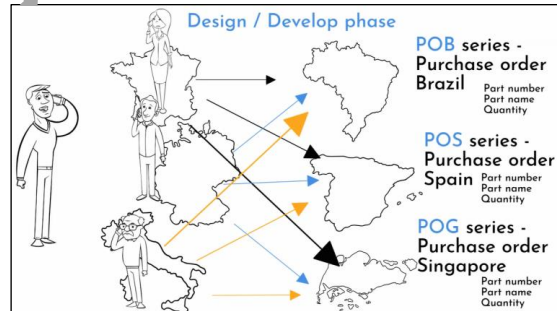 Design / Develop phase
POB series -
Purchase order
Brazil
Part number
Part name
Quantity
POS series -
Purchase order
Spain
Part number
Part name
Quantity
POG series -
Purchase order
Singapore
Part number
Part name
Quantity